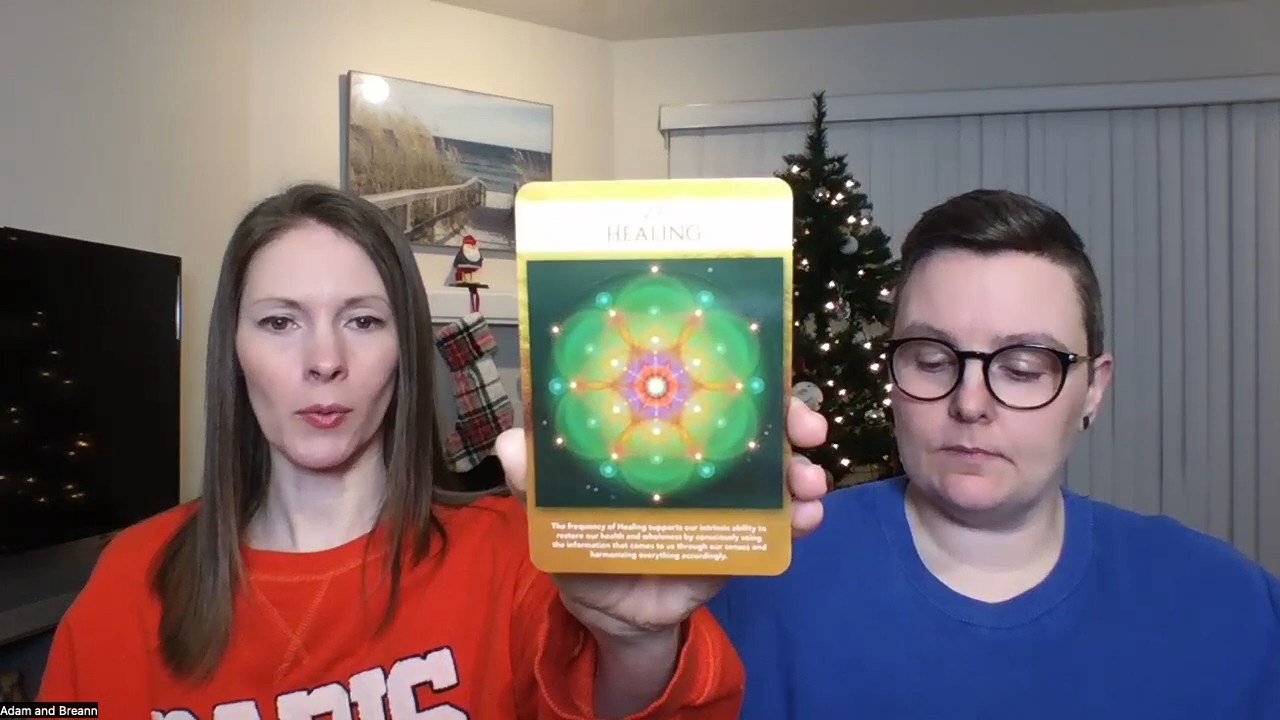 HEALING
The frequency of Healing supports our intrinsic ability to
restore our health and wholeness by consciously using
the information that comes to us through our senses and
harmonizing everything accordingly.
PARIS
Adam and Breann